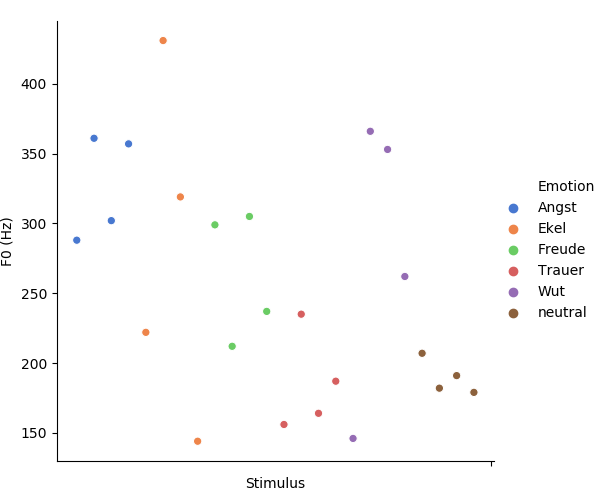 400
350
300
250
200
150
F0 (Hz)
Stimulus
Emotion
Angst
Ekel
Freude
Trauer
Wut
neutral